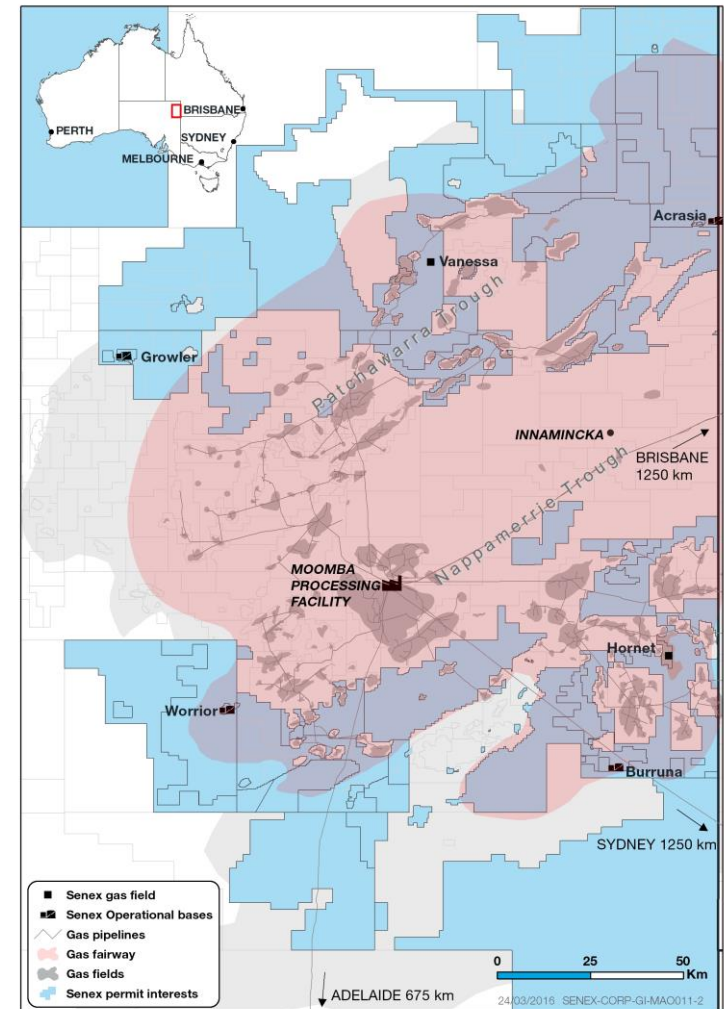 BRISBANE
PERTH
SYDNEY
MELBOURNE
Acrasia
Vanessa
Patchawarra Trough
Growler
INNAMINCKA
BRISBANE
1250 km
Nappamerrie Trough
MOOMBA
PROCESSING
FACILITY
Hornet
Worrior
Burruna
SYDNEY 1250 km
Senex gas field
Senex Operational bases
Gas pipelines
Gas fairway
Gas fields
Senex permit interests
0 25 50
Km
ADELAIDE 675 km
24/03/2016 SENEX-CORP-GI-MAO011-2